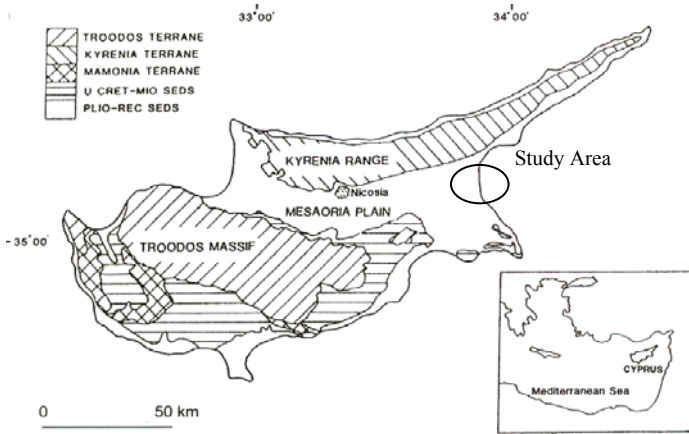 33°00'
34°00'
TROODOS TERRANE
KYRENIA TERRANE
MAMONIA TERRANE
U CRET-MIO SEDS
PLIO-REC SEDS
Study Area
KYRENIA RANGE
Nicosia
MESAORIA PLAIN
35°00'
TROODOS MASSIF
CYPRUS
Mediterranean Sea
0 50 km